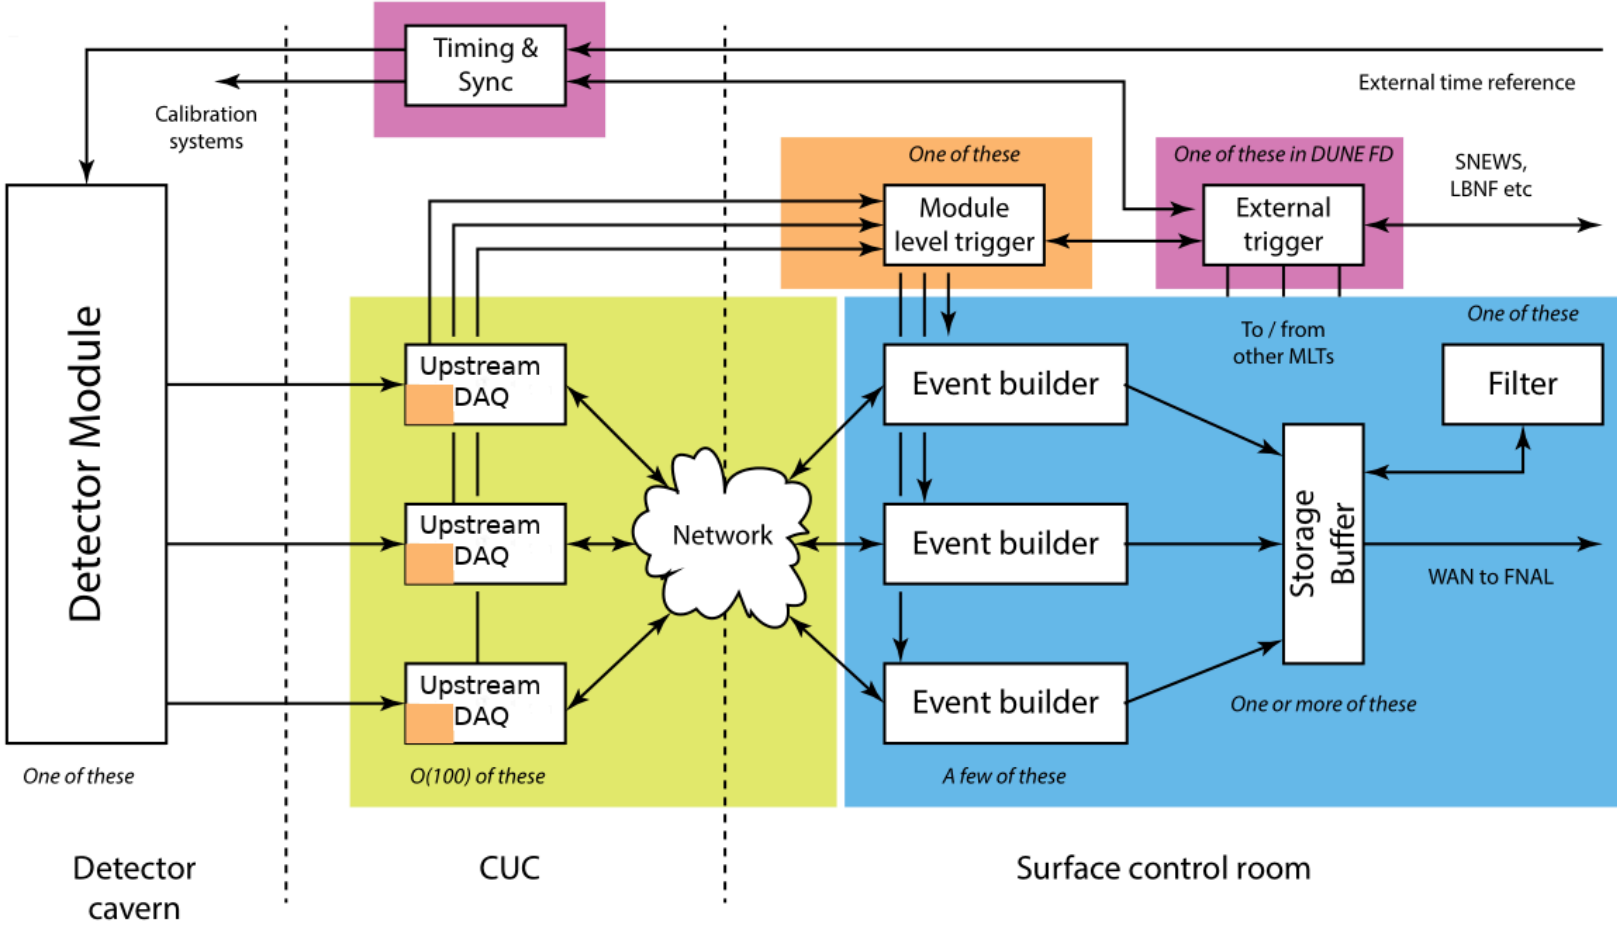 Timing &
Sync
External time reference
Calibration
systems
One of these
One of these in DUNE FD
SNEWS,
LBNF etc
Module
level trigger
External
trigger
To / from
other MLTs
One of these
Detector Module
Upstream
DAQ
Event builder
Filter
Upstream
DAQ
Network
Event builder
Storage
Buffer
WAN to FNAL
Upstream
DAQ
Event builder
One or more of these
One of these
O(100) of these
A few of these
Detector
cavern
CUC
Surface control room